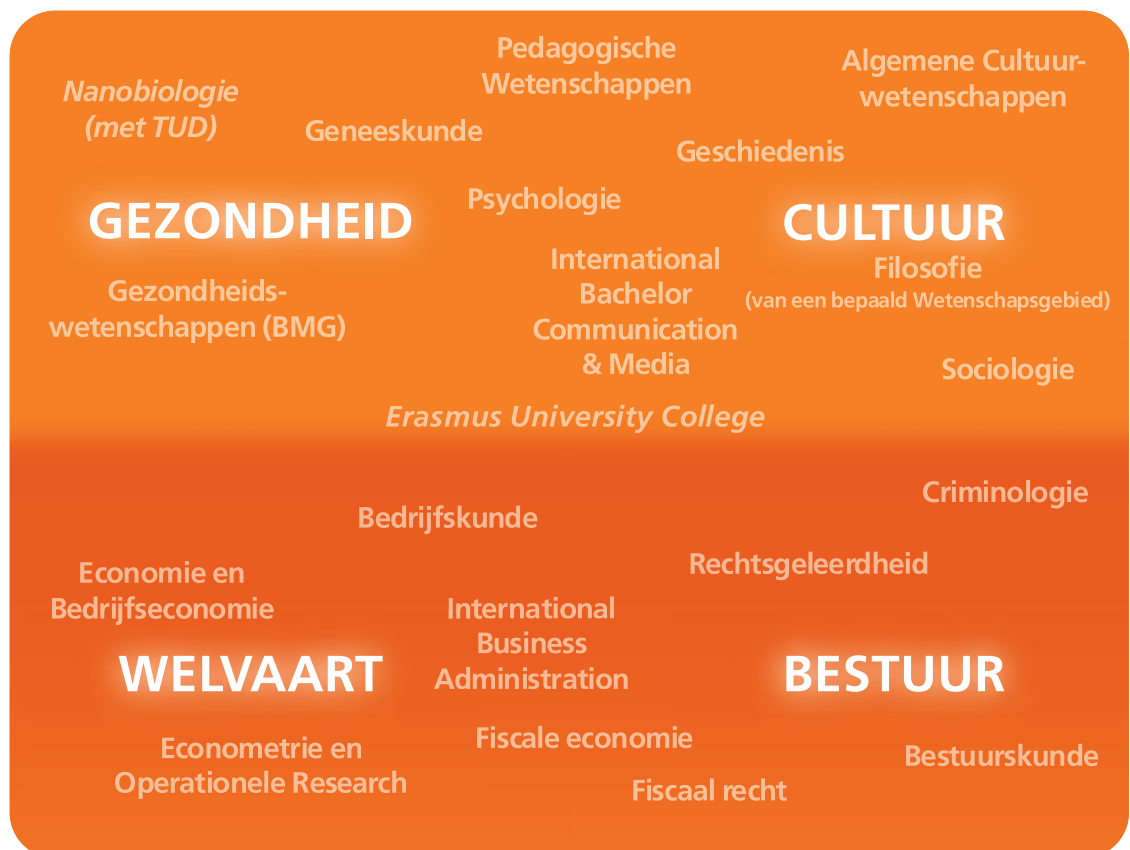 Pedagogische
Wetenschappen
Algemene Cultuur-
wetenschappen
Nanobiologie
(met TUD)
Geneeskunde
Geschiedenis
Psychologie
GEZONDHEID
CULTUUR
International
Bachelor
Communication
& Media
Filosofie
(van een bepaald Wetenschapsgebied)
Gezondheids-
wetenschappen (BMG)
Sociologie
Erasmus University College
Criminologie
Bedrijfskunde
Rechtsgeleerdheid
Economie en
Bedrijfseconomie
International
Business
Administration
WELVAART
BESTUUR
Fiscale economie
Econometrie en
Operationele Research
Bestuurskunde
Fiscaal recht